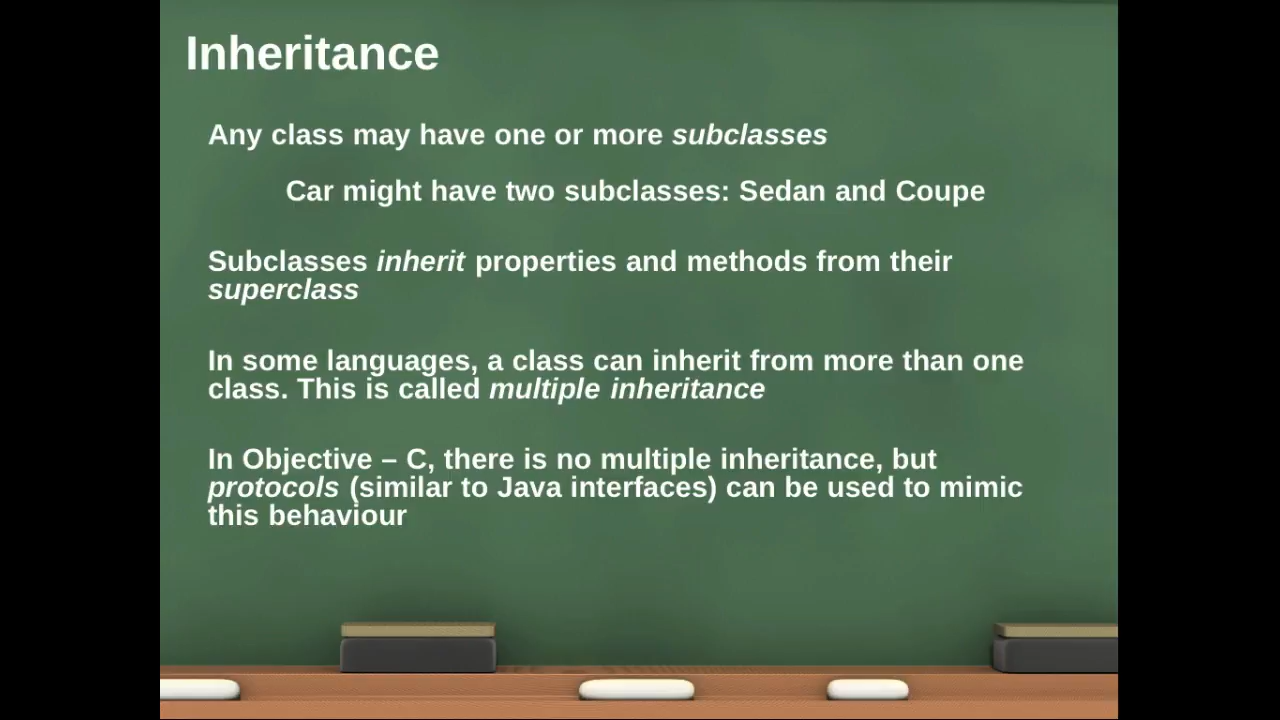 Inheritance
Any class may have one or more subclasses
Car might have two subclasses: Sedan and Coupe
Subclasses inherit properties and methods from their
superclass
In some languages, a class can inherit from more than one
class. This is called multiple inheritance
In Objective – C, there is no multiple inheritance, but
protocols (similar to Java interfaces) can be used to mimic
this behaviour